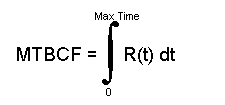 Max Time
MTBCF = ∫ R(t) dt
0